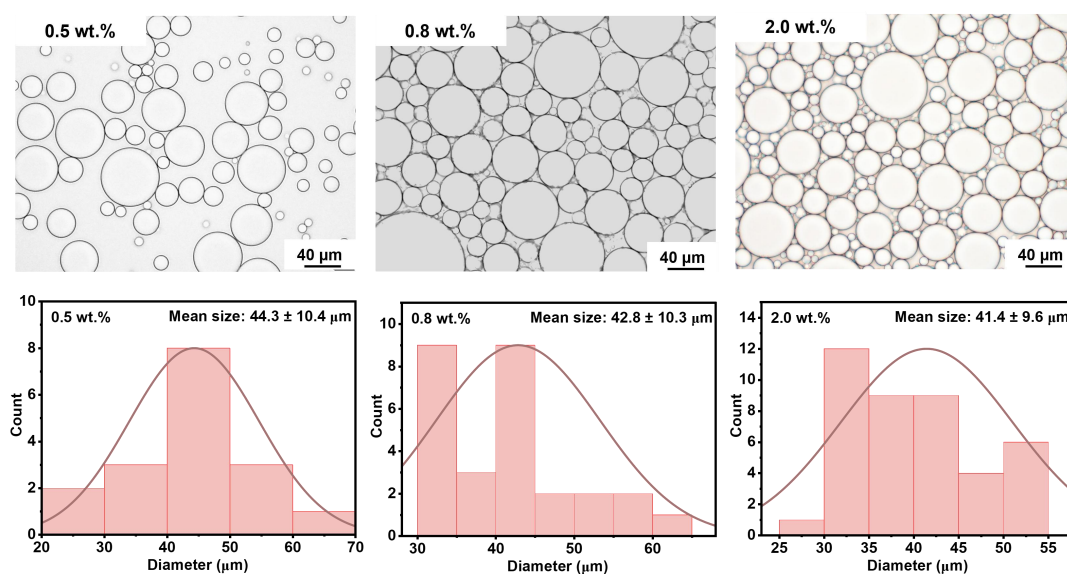 0.5 wt.%
0.8 wt.%
2.0 wt.%
40 μm
40 μm
40 μm
0.5 wt.%
Mean size: 44.3 ± 10.4 μm
10
8
6
4
2
0
Count
20 30 40 50 60 70
Diameter (μm)
0.8 wt.%
Mean size: 42.8 ± 10.3 μm
9
6
3
0
Count
30 40 50 60
Diameter (μm)
2.0 wt.%
Mean size: 41.4 ± 9.6 μm
14
12
10
8
6
4
2
0
Count
25 30 35 40 45 50 55
Diameter (μm)